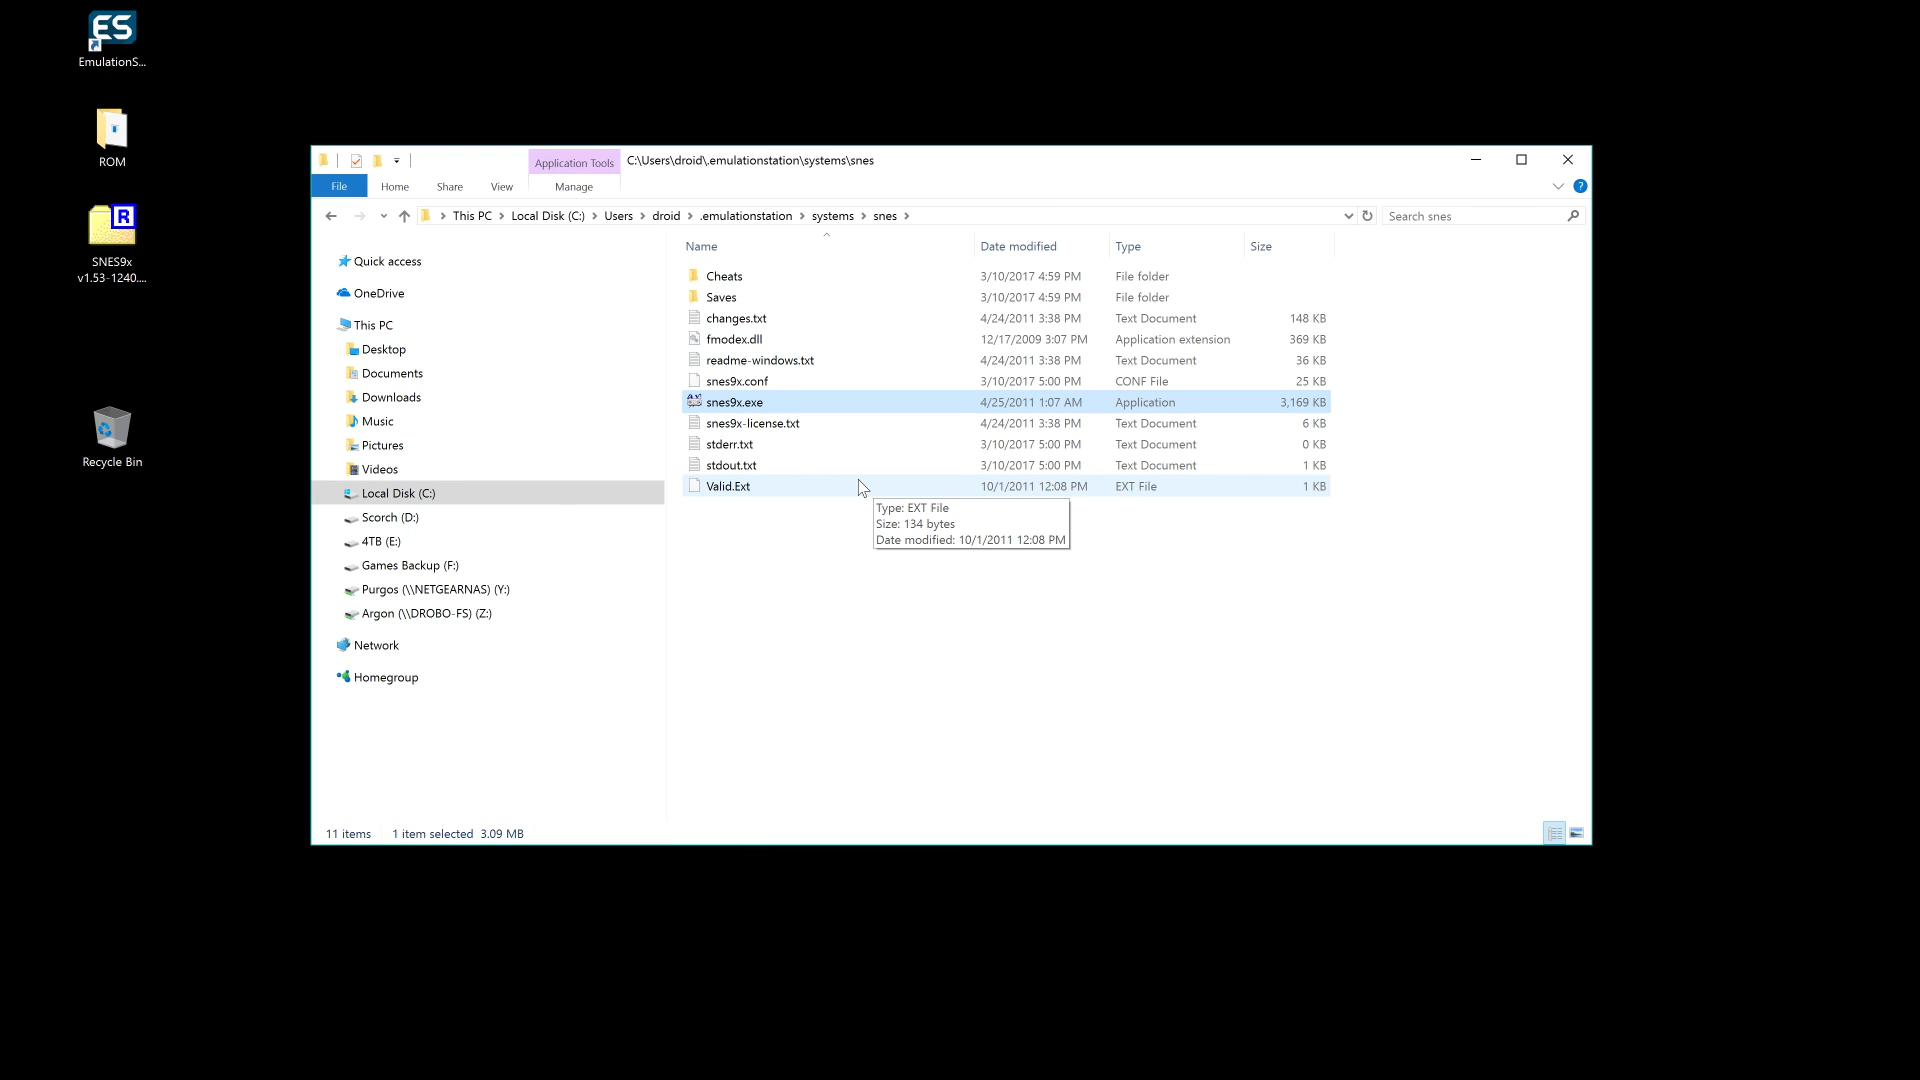 EmulationS...
ROM
R
SNES9x
v1.53-1240....
Recycle Bin
Application Tools
C:\Users\droid\.emulationstation\systems\snes
File
Home
Share
View
Manage
?
This PC
Local Disk (C:)
Users
droid
.emulationstation
systems
snes
Search snes
Quick access
OneDrive
This PC
Desktop
Documents
Downloads
Music
Pictures
Videos
Local Disk (C:)
Scorch (D:)
4TB (E:)
Games Backup (F:)
Purgos (\\NETGEARNAS) (Y:)
Argon (\\DROBO-FS) (Z:)
Network
Homegroup
Name Date modified Type Size
Cheats 3/10/2017 4:59 PM File folder
Saves 3/10/2017 4:59 PM File folder
changes.txt 4/24/2011 3:38 PM Text Document 148 KB
fmodex.dll 12/17/2009 3:07 PM Application extension 369 KB
readme-windows.txt 4/24/2011 3:38 PM Text Document 36 KB
snes9x.conf 3/10/2017 5:00 PM CONF File 25 KB
snes9x.exe 4/25/2011 1:07 AM Application 3,169 KB
snes9x-license.txt 4/24/2011 3:38 PM Text Document 6 KB
stderr.txt 3/10/2017 5:00 PM Text Document 0 KB
stdout.txt 3/10/2017 5:00 PM Text Document 1 KB
Valid.Ext 10/1/2011 12:08 PM EXT File 1 KB
Type: EXT File
Size: 134 bytes
Date modified: 10/1/2011 12:08 PM
11 items 1 item selected 3.09 MB
ES